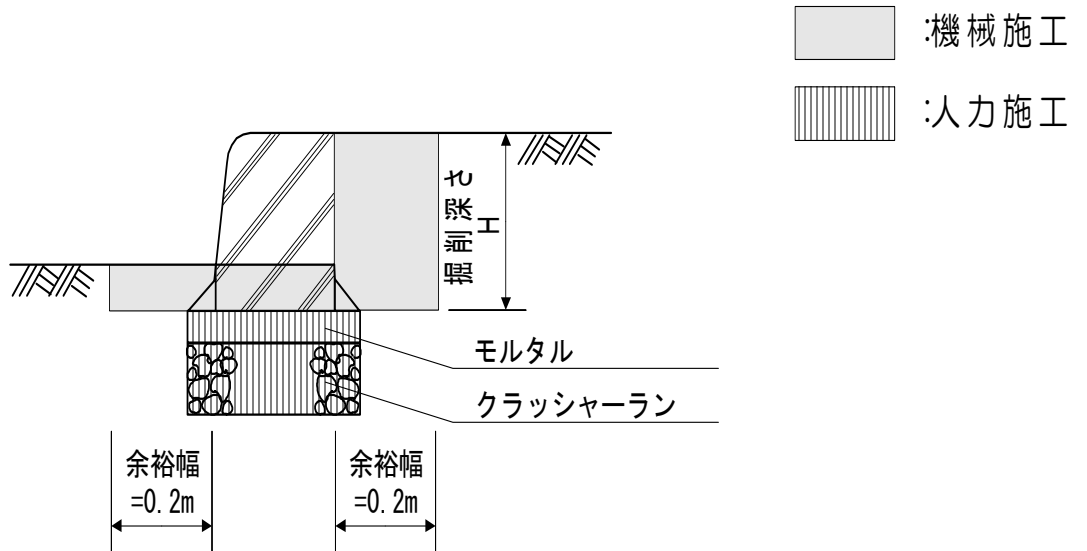 :機械施工
:人力施工
掘削深さ
H
モルタル
クラッシャーラン
余裕幅
=0.2m
余裕幅
=0.2m